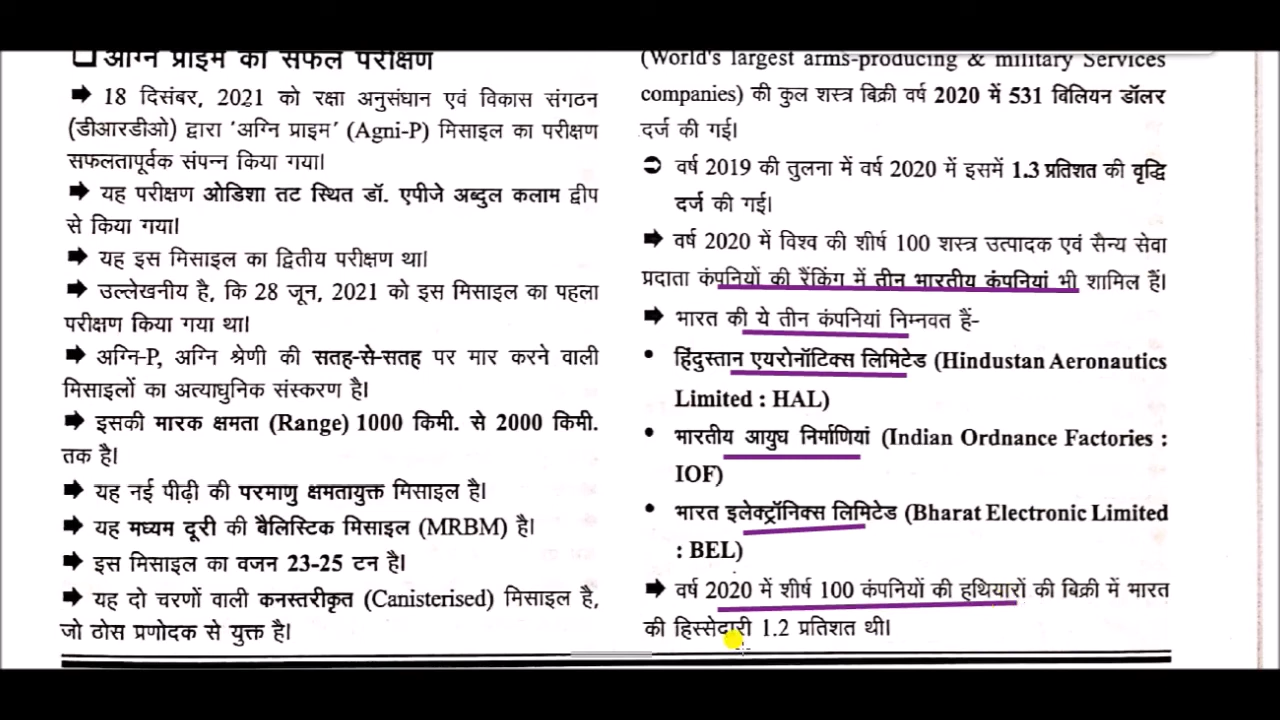 अग्नि प्राइम का सफल परीक्षण
➡ 18 दिसंबर, 2021 को रक्षा अनुसंधान एवं विकास संगठन
(डीआरडीओ) द्वारा 'अग्नि प्राइम' (Agni-P) मिसाइल का परीक्षण
सफलतापूर्वक संपन्न किया गया।
➡ यह परीक्षण ओडिशा तट स्थित डॉ. एपीजे अब्दुल कलाम द्वीप
से किया गया।
➡ यह इस मिसाइल का द्वितीय परीक्षण था।
➡ उल्लेखनीय है, कि 28 जून, 2021 को इस मिसाइल का पहला
परीक्षण किया गया था।
➡ अग्नि-P, अग्नि श्रेणी की सतह-से-सतह पर मार करने वाली
मिसाइलों का अत्याधुनिक संस्करण है।
➡ इसकी मारक क्षमता (Range) 1000 किमी. से 2000 किमी.
तक है।
➡ यह नई पीढ़ी की परमाणु क्षमतायुक्त मिसाइल है।
➡ यह मध्यम दूरी की बैलिस्टिक मिसाइल (MRBM) है।
➡ इस मिसाइल का वजन 23-25 टन है।
➡ यह दो चरणों वाली कनस्तरीकृत (Canisterised) मिसाइल है,
जो ठोस प्रणोदक से युक्त है।
(World's largest arms-producing & military Services
companies) की कुल शस्त्र बिक्री वर्ष 2020 में 531 बिलियन डॉलर
दर्ज की गई।
➲ वर्ष 2019 की तुलना में वर्ष 2020 में इसमें 1.3 प्रतिशत की वृद्धि
दर्ज की गई।
➡ वर्ष 2020 में विश्व की शीर्ष 100 शस्त्र उत्पादक एवं सैन्य सेवा
प्रदाता कंपनियों की रैंकिंग में तीन भारतीय कंपनियां भी शामिल हैं।
➡ भारत की ये तीन कंपनियां निम्नवत हैं-
• हिंदुस्तान एयरोनॉटिक्स लिमिटेड (Hindustan Aeronautics
Limited : HAL)
• भारतीय आयुध निर्माणियां (Indian Ordnance Factories :
IOF)
• भारत इलेक्ट्रॉनिक्स लिमिटेड (Bharat Electronic Limited
: BEL)
➡ वर्ष 2020 में शीर्ष 100 कंपनियों की हथियारों की बिक्री में भारत
की हिस्सेदारी 1.2 प्रतिशत थी।